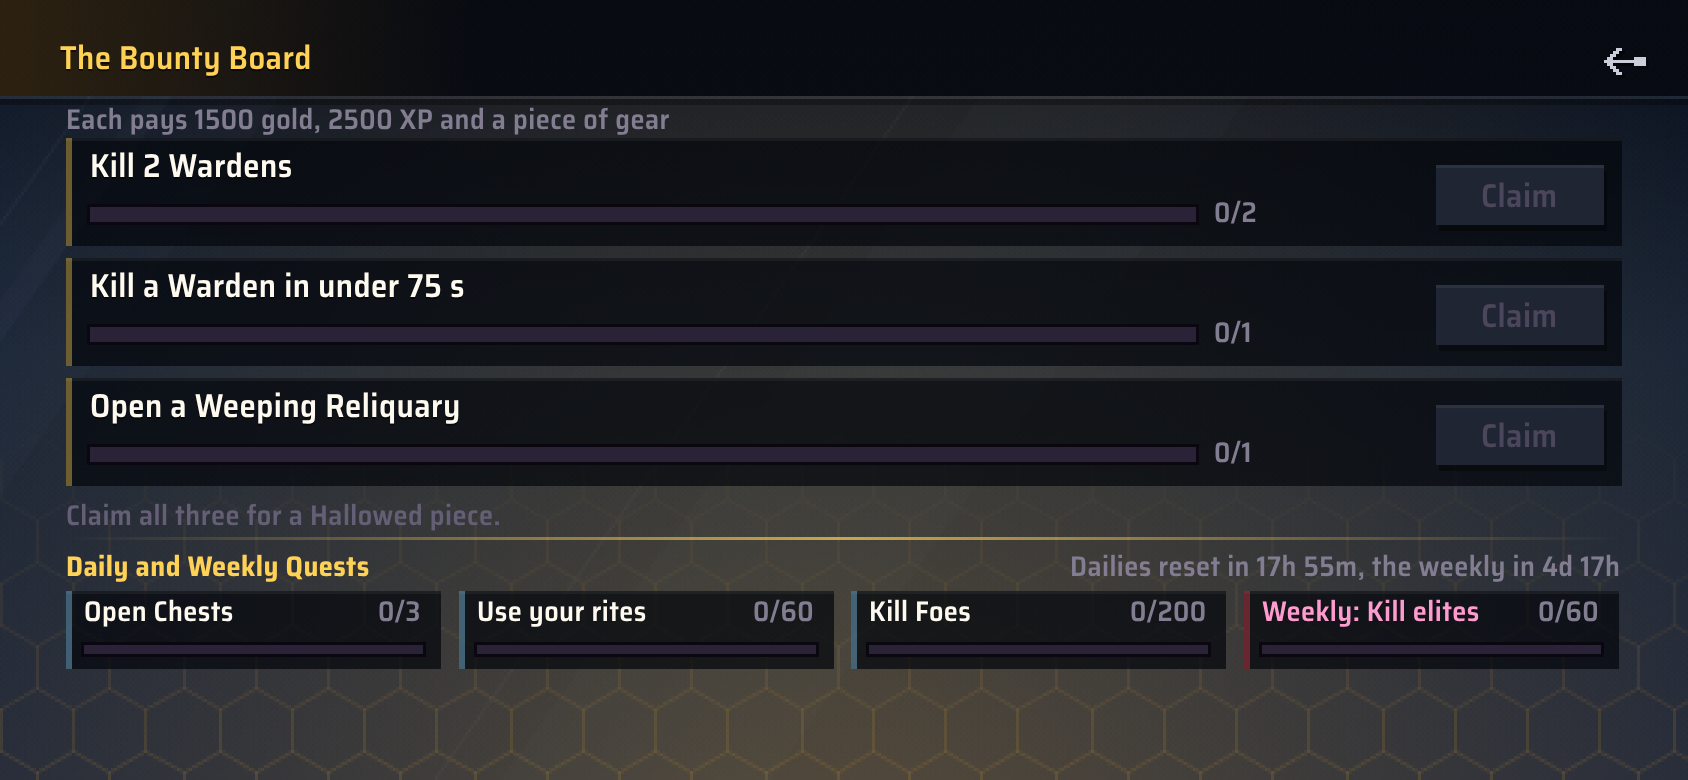 The Bounty Board
Each pays 1500 gold, 2500 XP and a piece of gear
Kill 2 Wardens
0/2
Claim
Kill a Warden in under 75 s
0/1
Claim
Open a Weeping Reliquary
0/1
Claim
Claim all three for a Hallowed piece.
Daily and Weekly Quests
Dailies reset in 17h 55m, the weekly in 4d 17h
Open Chests 0/3
Use your rites 0/60
Kill Foes 0/200
Weekly: Kill elites 0/60